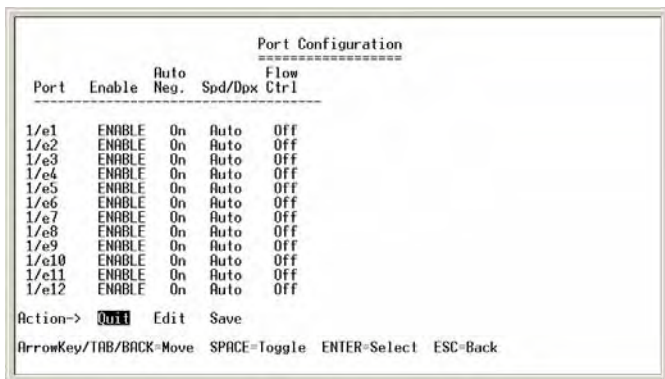 Port Configuration
==================
Auto Flow
Port Enable Neg. Spd/Dpx Ctrl
------------------------------------
1/e1 ENABLE On Auto Off
1/e2 ENABLE On Auto Off
1/e3 ENABLE On Auto Off
1/e4 ENABLE On Auto Off
1/e5 ENABLE On Auto Off
1/e6 ENABLE On Auto Off
1/e7 ENABLE On Auto Off
1/e8 ENABLE On Auto Off
1/e9 ENABLE On Auto Off
1/e10 ENABLE On Auto Off
1/e11 ENABLE On Auto Off
1/e12 ENABLE On Auto Off
Action-> Quit Edit Save
ArrowKey/TAB/BACK=Move SPACE=Toggle ENTER=Select ESC=Back